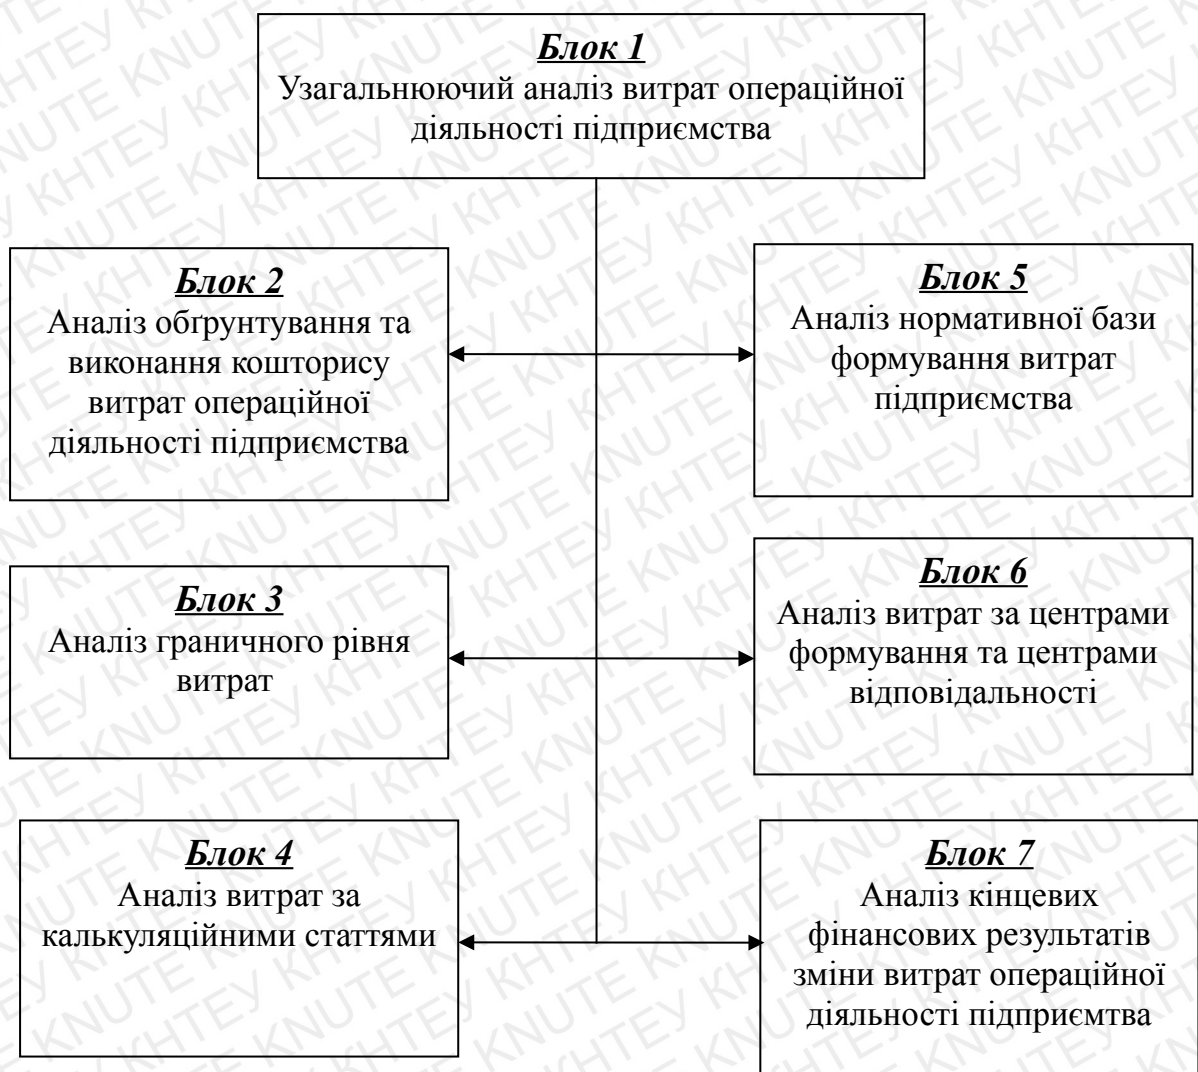 Блок 1
Узагальнюючий аналіз витрат операційної
діяльності підприємства
Блок 2
Аналіз обґрунтування та
виконання кошторису
витрат операційної
діяльності підприємства
Блок 5
Аналіз нормативної бази
формування витрат
підприємства
Блок 3
Аналіз граничного рівня
витрат
Блок 6
Аналіз витрат за центрами
формування та центрами
відповідальності
Блок 4
Аналіз витрат за
калькуляційними статтями
Блок 7
Аналіз кінцевих
фінансових результатів
зміни витрат операційної
діяльності підприємтва